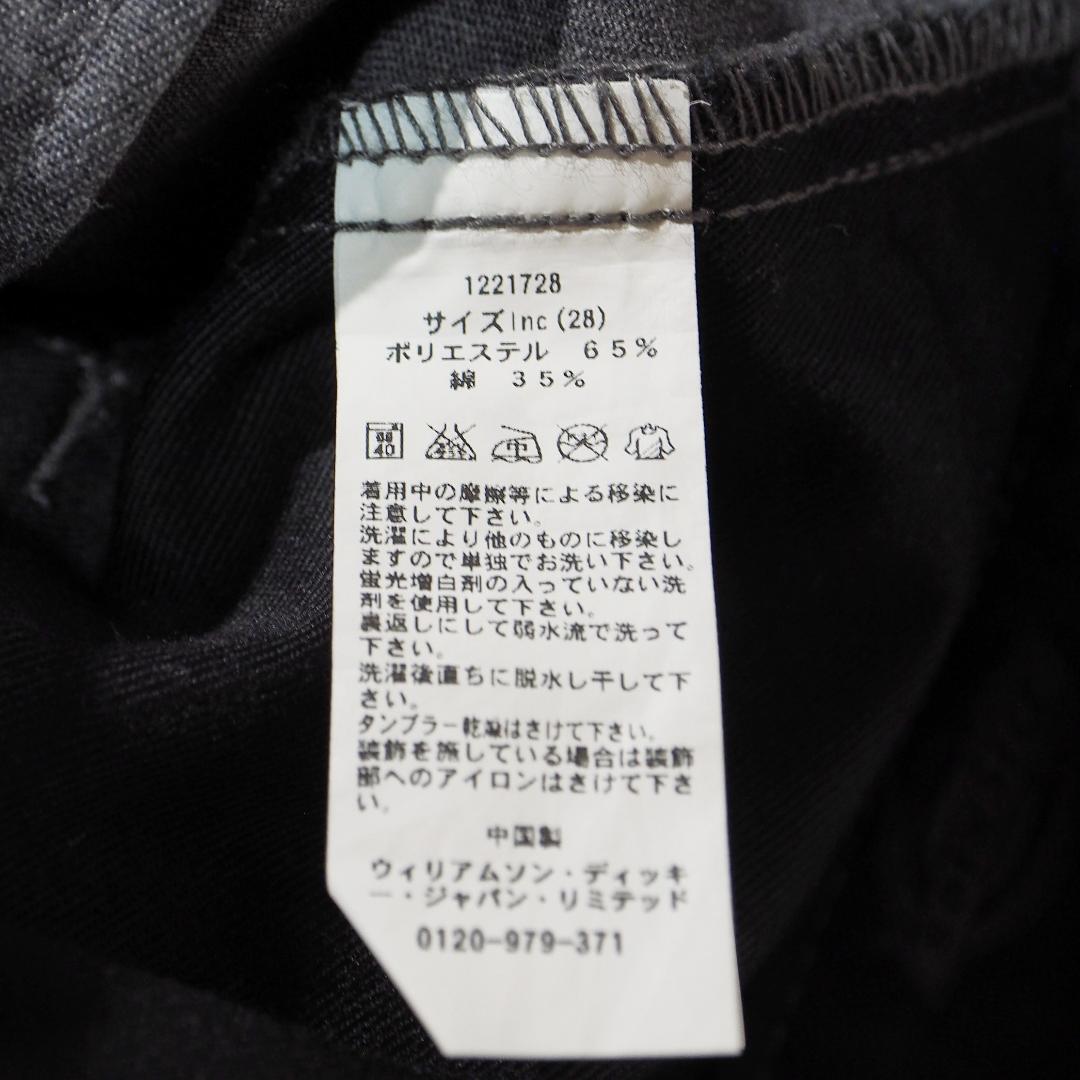 1221728
サイズInc(28)
ポリエステル 65%
綿 35%
40
中
着用中の摩擦等による移染に
注意して下さい。
洗濯により他のものに移染し
ますので単独でお洗い下さい。
蛍光増白剤の入っていない洗
剤を使用して下さい。
裏返しにして弱水流で洗って
下さい。
洗濯後直ちに脱水し干して下
さい。
タンブラー乾燥はさけて下さい。
装飾を施している場合は装飾
部へのアイロンはさけて下さ
い。
中国製
ウィリアムソン・ディッキ
ー・ジャパン・リミテッド
0120-979-371